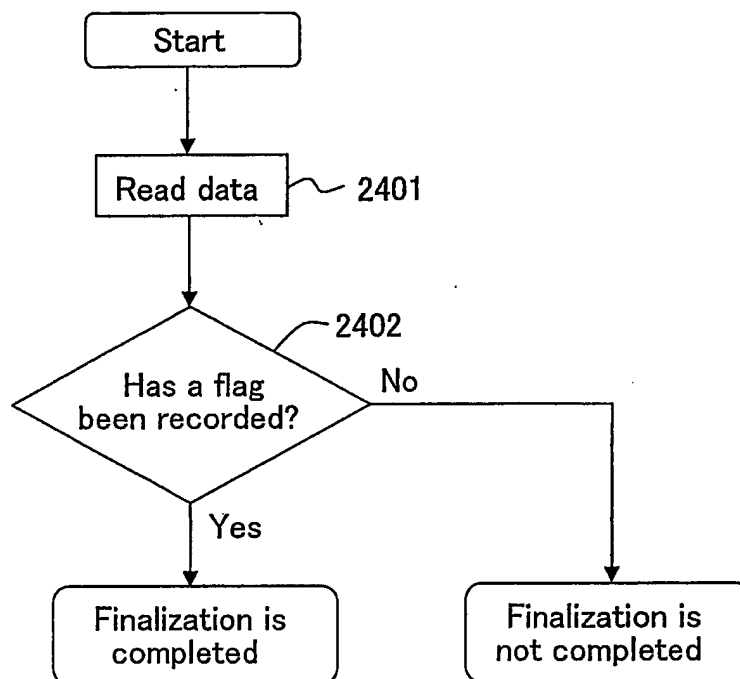 Start
Read data
2401
2402
Has a flag
been recorded?
No
Yes
Finalization is
completed
Finalization is
not completed